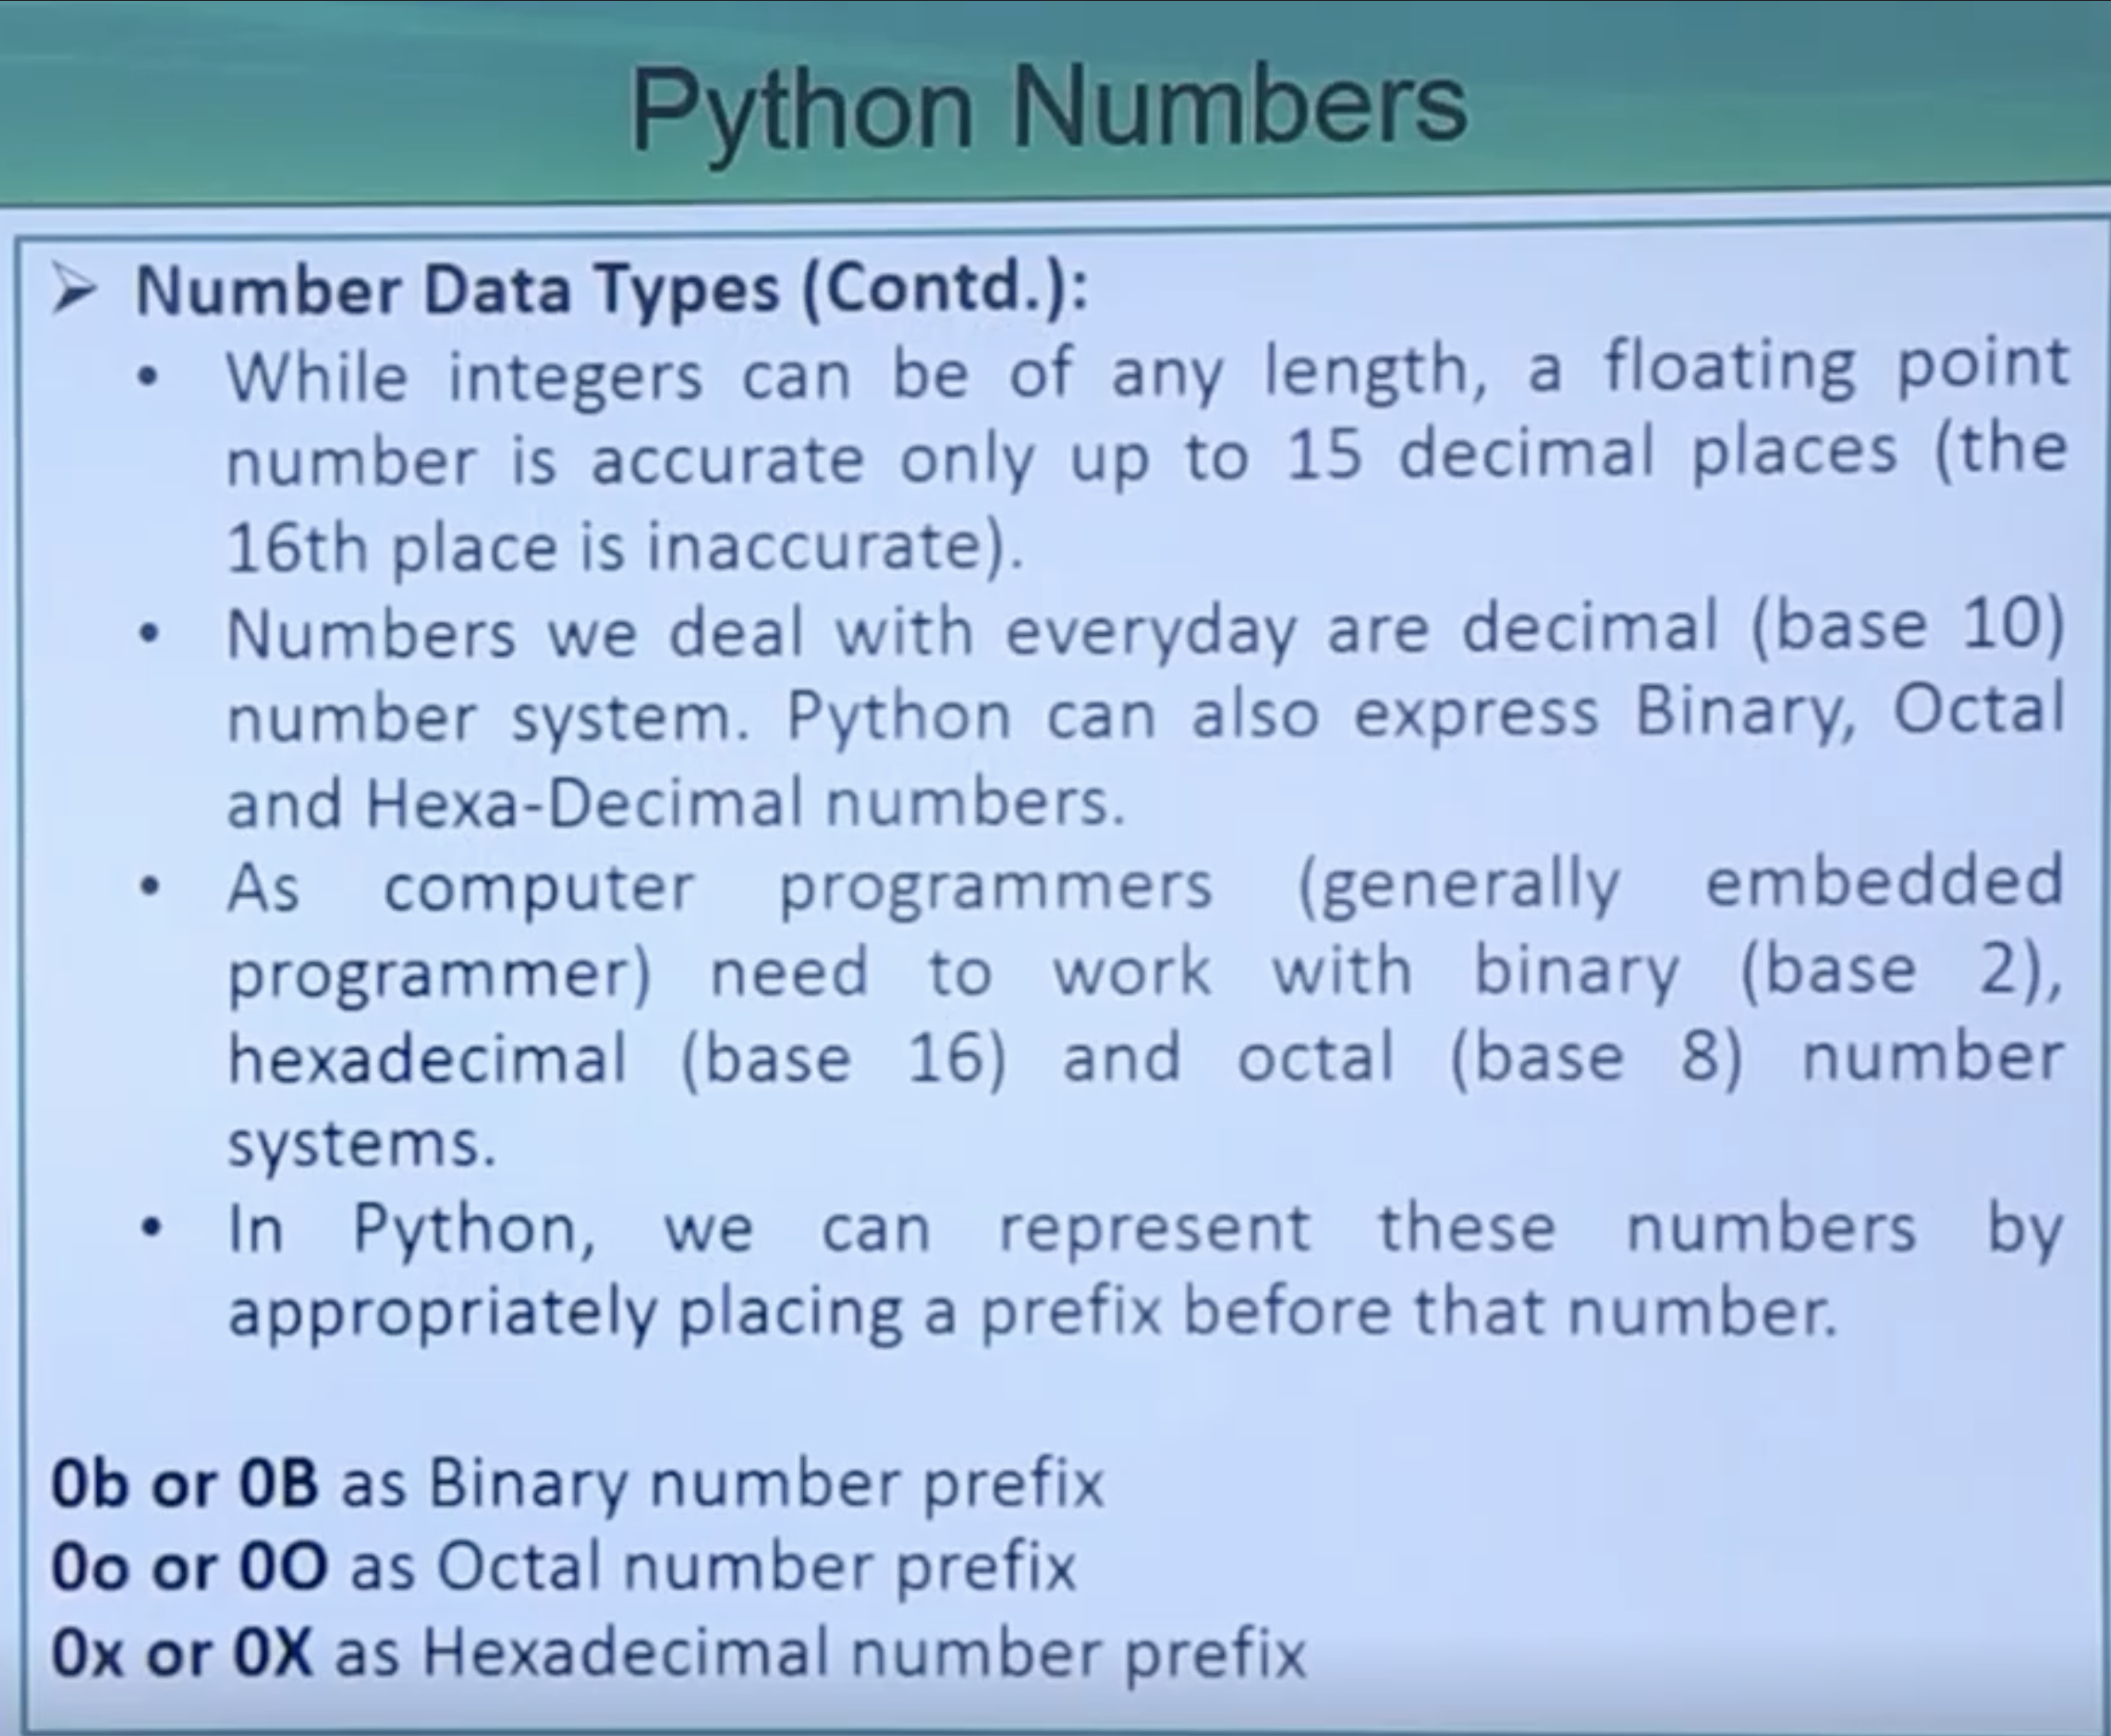 Python Numbers
➢ Number Data Types (Contd.):
• While integers can be of any length, a floating point
number is accurate only up to 15 decimal places (the
16th place is inaccurate).
• Numbers we deal with everyday are decimal (base 10)
number system. Python can also express Binary, Octal
and Hexa-Decimal numbers.
• As computer programmers (generally embedded
programmer) need to work with binary (base 2),
hexadecimal (base 16) and octal (base 8) number
systems.
• In Python, we can represent these numbers by
appropriately placing a prefix before that number.
0b or 0B as Binary number prefix
0o or 0O as Octal number prefix
0x or 0X as Hexadecimal number prefix